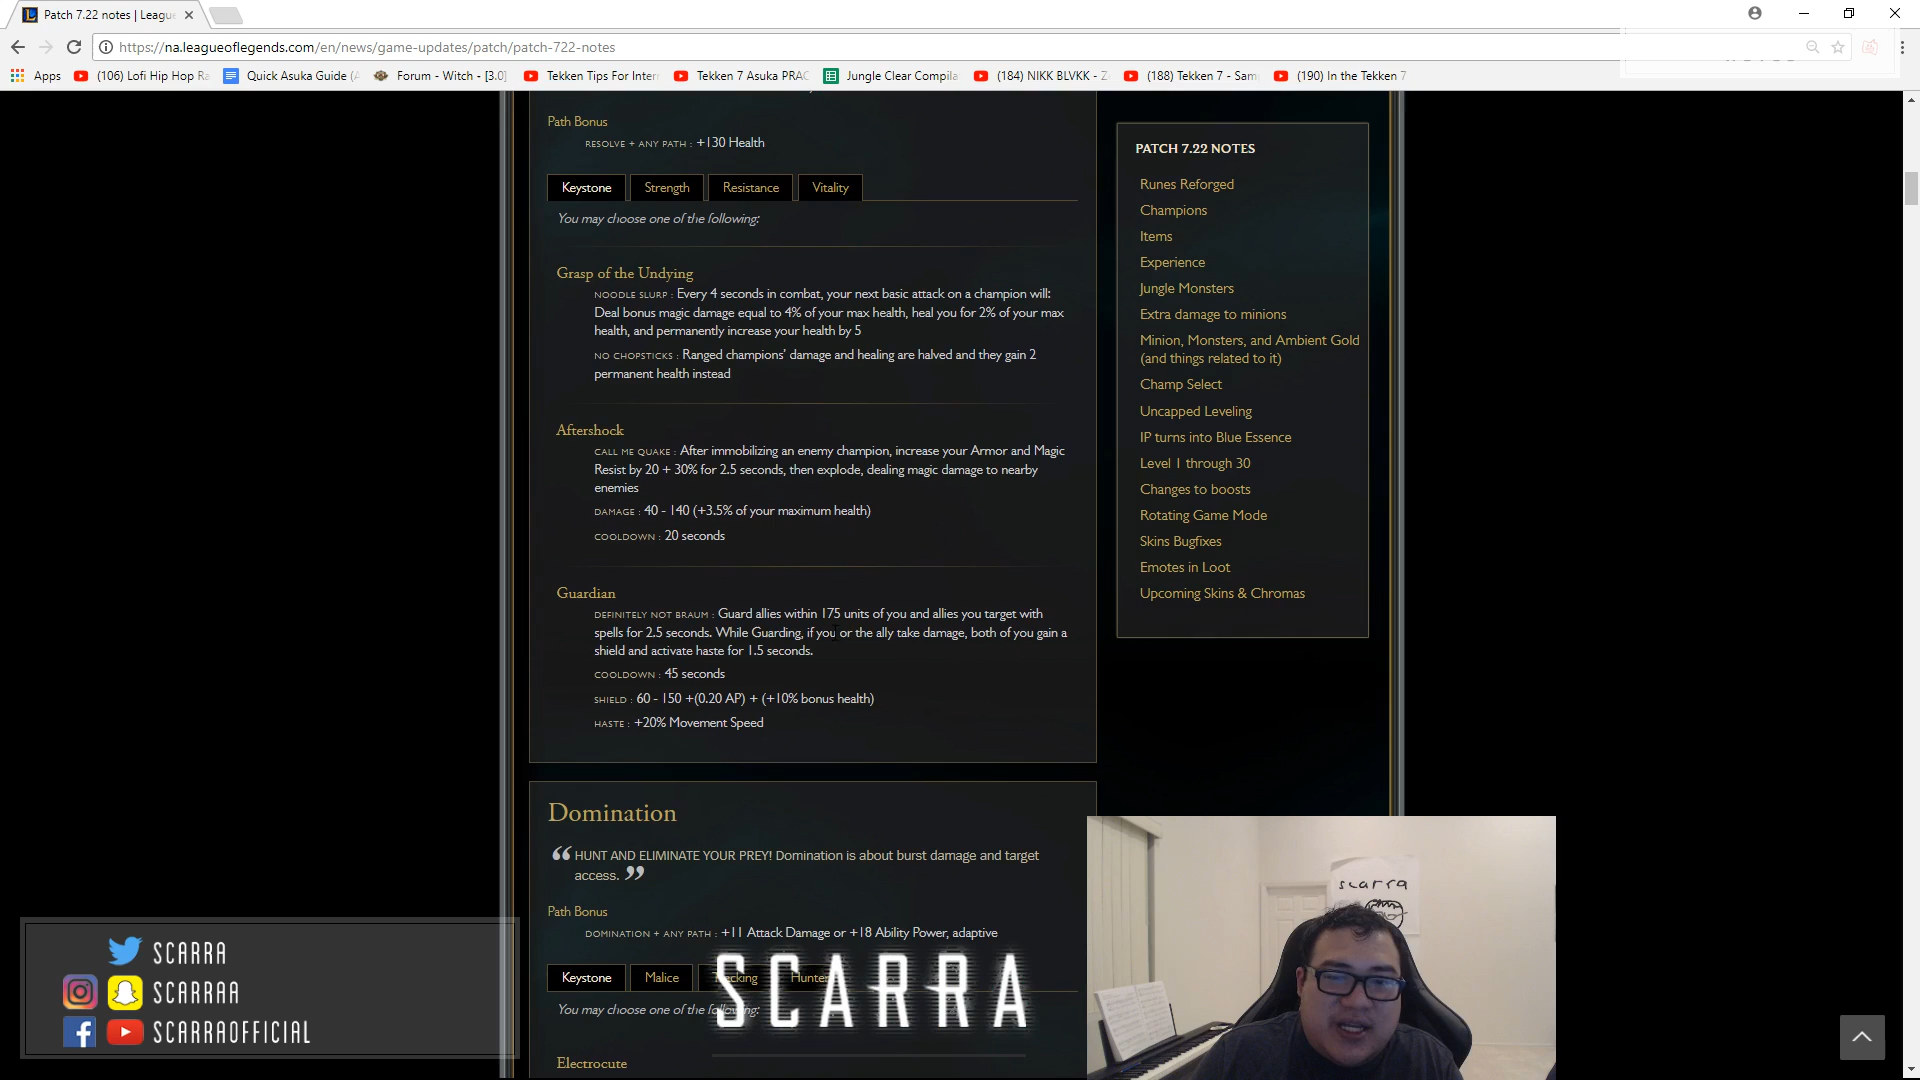 Patch 7.22 notes | Leagu
https://na.leagueoflegends.com/en/news/game-updates/patch/patch-722-notes
Apps
(106) Lofi Hip Hop Ra
Quick Asuka Guide (A
Forum - Witch - [3.0]
Tekken Tips For Inter
Tekken 7 Asuka PRAC
Jungle Clear Compila
(184) NIKK BLVKK - Z
(188) Tekken 7 - Sam
(190) In the Tekken 7
Path Bonus
RESOLVE + ANY PATH : +130 Health
Keystone
Strength
Resistance
Vitality
You may choose one of the following:
Grasp of the Undying
NOODLE SLURP : Every 4 seconds in combat, your next basic attack on a champion will:
Deal bonus magic damage equal to 4% of your max health, heal you for 2% of your max
health, and permanently increase your health by 5
NO CHOPSTICKS : Ranged champions' damage and healing are halved and they gain 2
permanent health instead
Aftershock
CALL ME QUAKE : After immobilizing an enemy champion, increase your Armor and Magic
Resist by 20 + 30% for 2.5 seconds, then explode, dealing magic damage to nearby
enemies
DAMAGE : 40 - 140 (+3.5% of your maximum health)
COOLDOWN : 20 seconds
Guardian
DEFINITELY NOT BRAUM : Guard allies within 175 units of you and allies you target with
spells for 2.5 seconds. While Guarding, if you or the ally take damage, both of you gain a
shield and activate haste for 1.5 seconds.
COOLDOWN : 45 seconds
SHIELD : 60 - 150 +(0.20 AP) + (+10% bonus health)
HASTE : +20% Movement Speed
Domination
“ HUNT AND ELIMINATE YOUR PREY! Domination is about burst damage and target
access. ”
Path Bonus
DOMINATION + ANY PATH : +11 Attack Damage or +18 Ability Power, adaptive
Keystone
Malice
Tracking
Hunter
You may choose one of the following:
Electrocute
PATCH 7.22 NOTES
Runes Reforged
Champions
Items
Experience
Jungle Monsters
Extra damage to minions
Minion, Monsters, and Ambient Gold
(and things related to it)
Champ Select
Uncapped Leveling
IP turns into Blue Essence
Level 1 through 30
Changes to boosts
Rotating Game Mode
Skins Bugfixes
Emotes in Loot
Upcoming Skins & Chromas
SCARRA
SCARRAA
SCARRAOFFICIAL
SCARRA
scarra